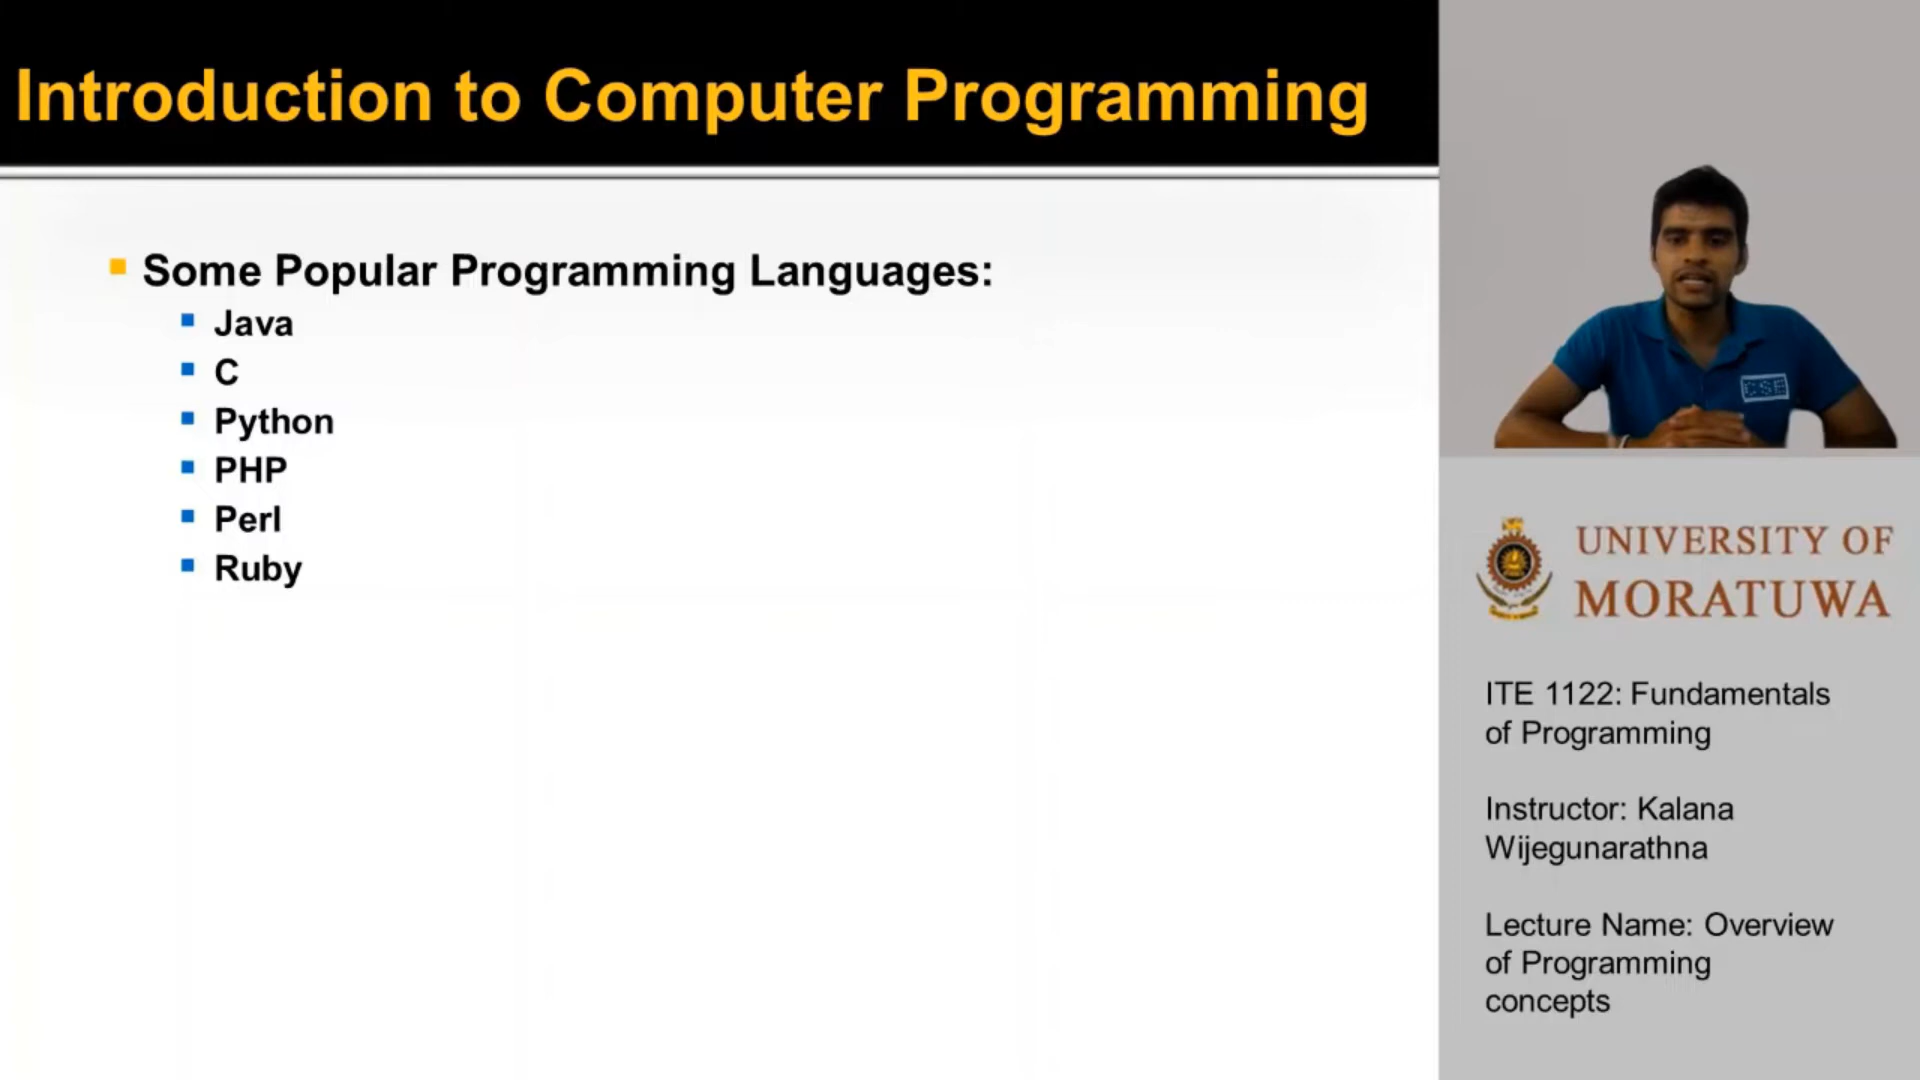 Introduction to Computer Programming
Some Popular Programming Languages:
Java
C
Python
PHP
Perl
Ruby
CSE
UNIVERSITY OF
MORATUWA
ITE 1122: Fundamentals
of Programming
Instructor: Kalana
Wijegunarathna
Lecture Name: Overview
of Programming
concepts